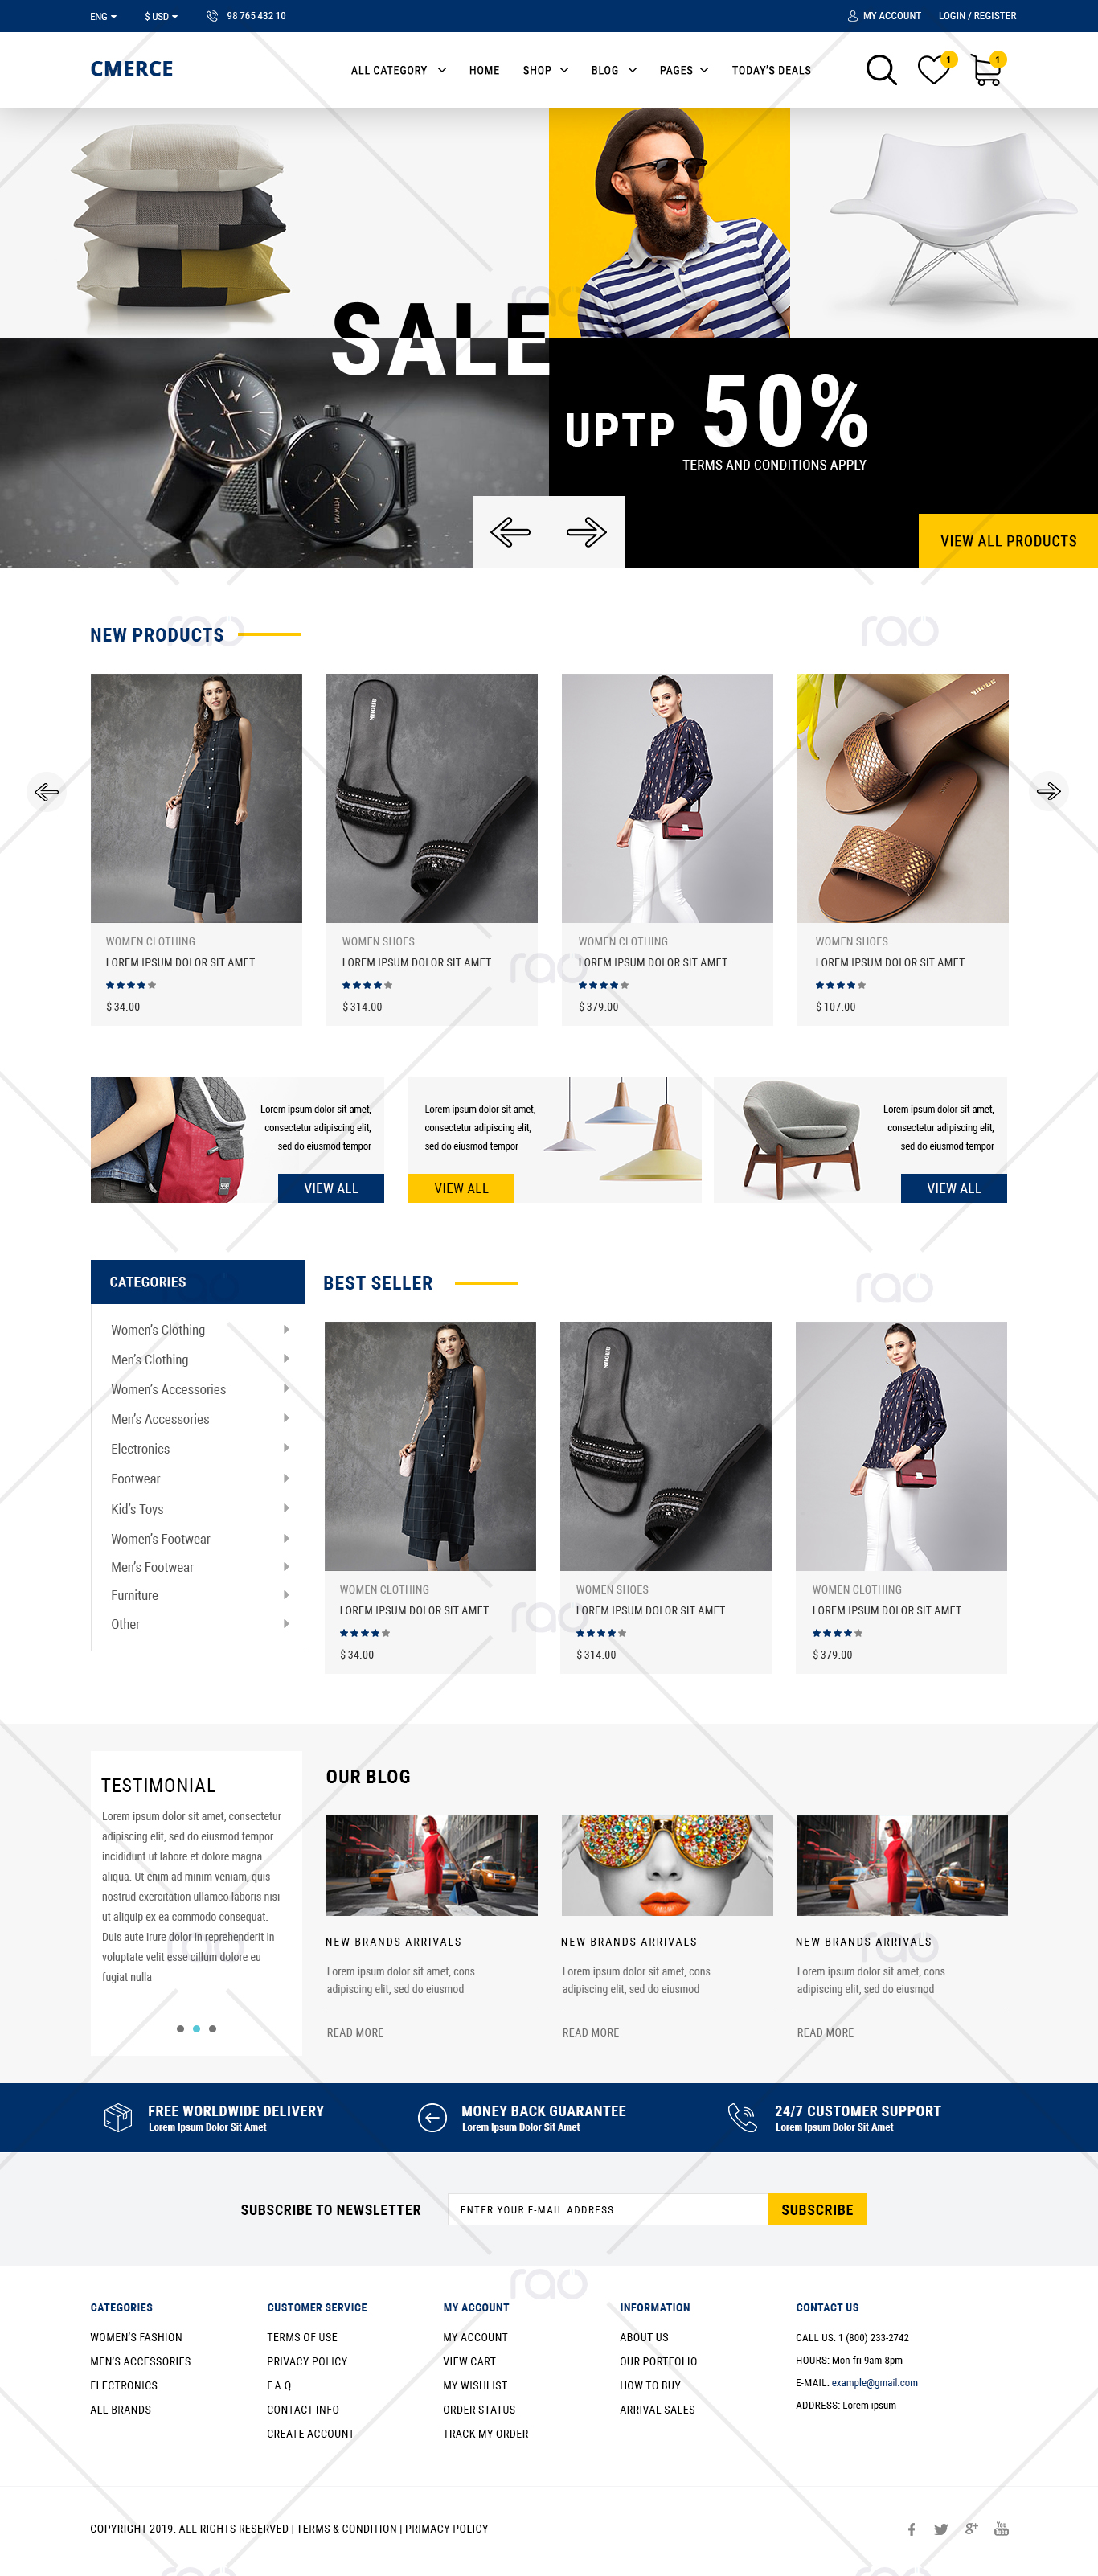 ENG $ USD 98 765 432 10 MY ACCOUNT LOGIN / REGISTER
CMERCE ALL CATEGORY HOME SHOP BLOG PAGES TODAY'S DEALS 1 1
SALE
UPTP 50%
TERMS AND CONDITIONS APPLY
VIEW ALL PRODUCTS
NEW PRODUCTS
WOMEN CLOTHING
LOREM IPSUM DOLOR SIT AMET
$ 34.00
WOMEN SHOES
LOREM IPSUM DOLOR SIT AMET
$ 314.00
WOMEN CLOTHING
LOREM IPSUM DOLOR SIT AMET
$ 379.00
WOMEN SHOES
LOREM IPSUM DOLOR SIT AMET
$ 107.00
Lorem ipsum dolor sit amet,
consectetur adipiscing elit,
sed do eiusmod tempor
VIEW ALL
Lorem ipsum dolor sit amet,
consectetur adipiscing elit,
sed do eiusmod tempor
VIEW ALL
Lorem ipsum dolor sit amet,
consectetur adipiscing elit,
sed do eiusmod tempor
VIEW ALL
CATEGORIES
Women's Clothing
Men's Clothing
Women's Accessories
Men's Accessories
Electronics
Footwear
Kid's Toys
Women's Footwear
Men's Footwear
Furniture
Other
BEST SELLER
WOMEN CLOTHING
LOREM IPSUM DOLOR SIT AMET
$ 34.00
WOMEN SHOES
LOREM IPSUM DOLOR SIT AMET
$ 314.00
WOMEN CLOTHING
LOREM IPSUM DOLOR SIT AMET
$ 379.00
TESTIMONIAL
Lorem ipsum dolor sit amet, consectetur
adipiscing elit, sed do eiusmod tempor
incididunt ut labore et dolore magna
aliqua. Ut enim ad minim veniam, quis
nostrud exercitation ullamco laboris nisi
ut aliquip ex ea commodo consequat.
Duis aute irure dolor in reprehenderit in
voluptate velit esse cillum dolore eu
fugiat nulla
OUR BLOG
NEW BRANDS ARRIVALS
Lorem ipsum dolor sit amet, cons
adipiscing elit, sed do eiusmod
READ MORE
NEW BRANDS ARRIVALS
Lorem ipsum dolor sit amet, cons
adipiscing elit, sed do eiusmod
READ MORE
NEW BRANDS ARRIVALS
Lorem ipsum dolor sit amet, cons
adipiscing elit, sed do eiusmod
READ MORE
FREE WORLDWIDE DELIVERY
Lorem Ipsum Dolor Sit Amet
MONEY BACK GUARANTEE
Lorem Ipsum Dolor Sit Amet
24/7 CUSTOMER SUPPORT
Lorem Ipsum Dolor Sit Amet
SUBSCRIBE TO NEWSLETTER ENTER YOUR E-MAIL ADDRESS SUBSCRIBE
CATEGORIES
WOMEN'S FASHION
MEN'S ACCESSORIES
ELECTRONICS
ALL BRANDS
CUSTOMER SERVICE
TERMS OF USE
PRIVACY POLICY
F.A.Q
CONTACT INFO
CREATE ACCOUNT
MY ACCOUNT
MY ACCOUNT
VIEW CART
MY WISHLIST
ORDER STATUS
TRACK MY ORDER
INFORMATION
ABOUT US
OUR PORTFOLIO
HOW TO BUY
ARRIVAL SALES
CONTACT US
CALL US: 1 (800) 233-2742
HOURS: Mon-fri 9am-8pm
E-MAIL: example@gmail.com
ADDRESS: Lorem ipsum
COPYRIGHT 2019. ALL RIGHTS RESERVED | TERMS & CONDITION | PRIMACY POLICY